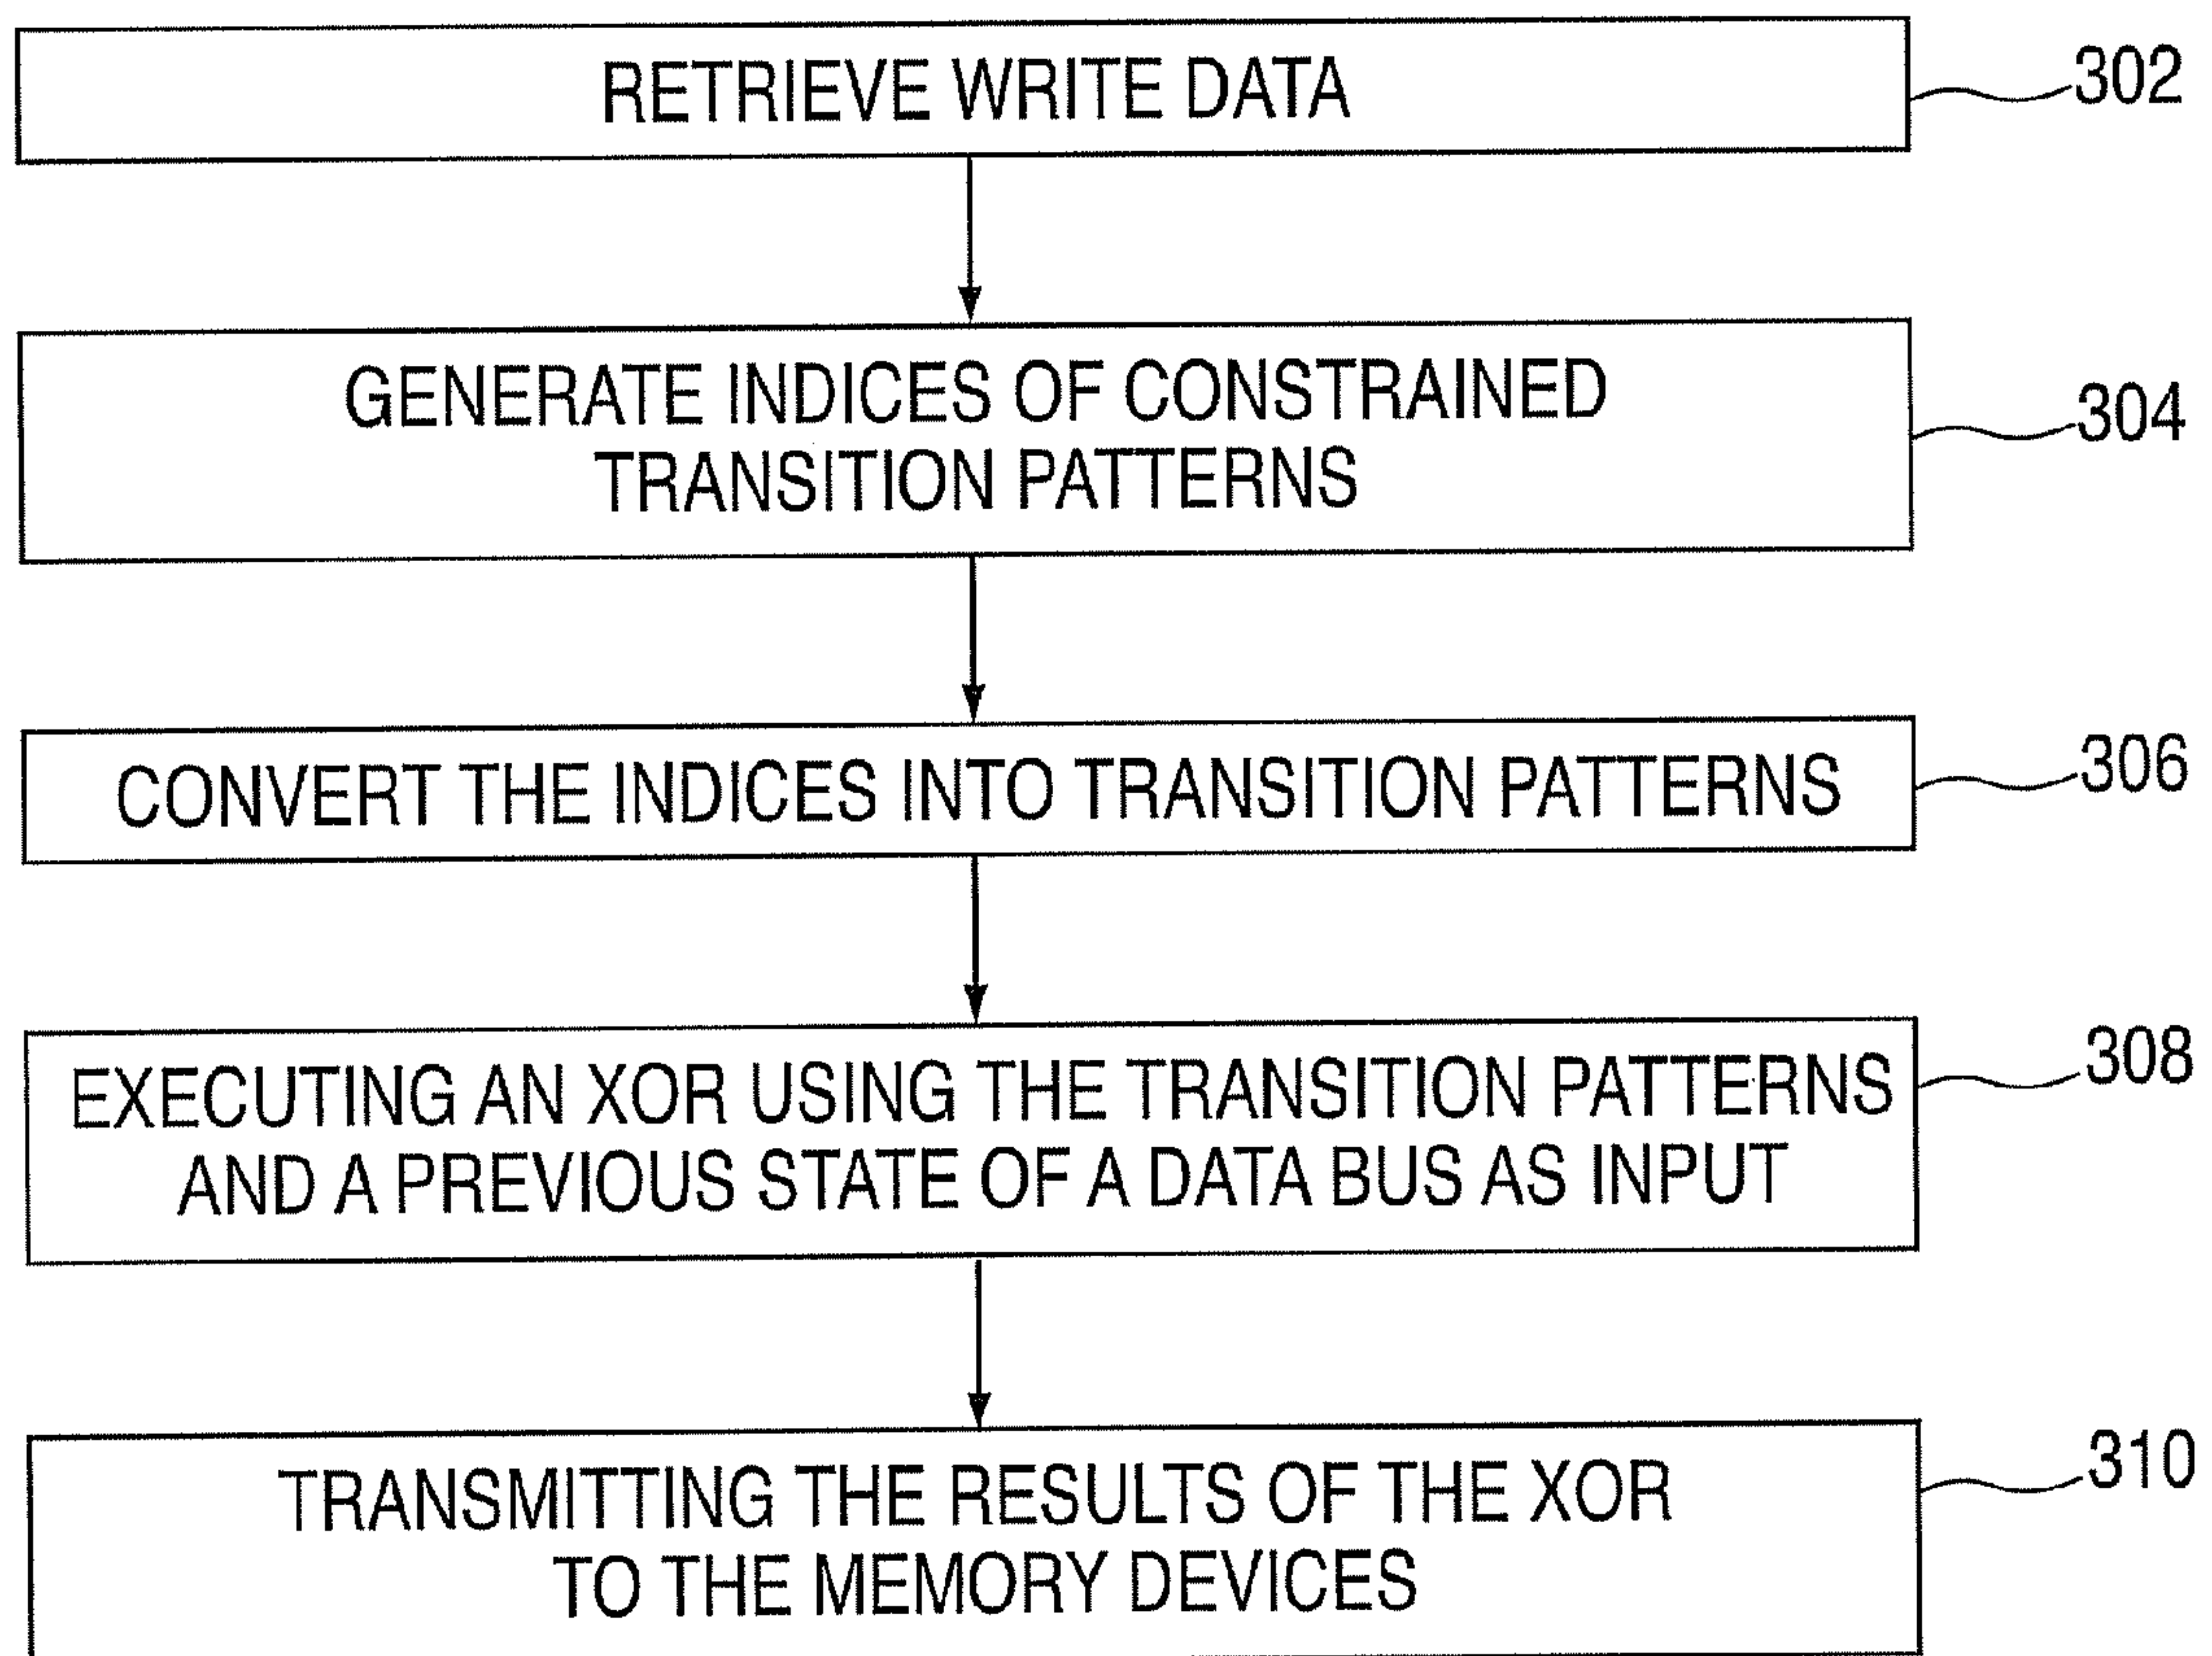 RETRIEVE WRITE DATA
302
GENERATE INDICES OF CONSTRAINED
TRANSITION PATTERNS
304
CONVERT THE INDICES INTO TRANSITION PATTERNS
306
EXECUTING AN XOR USING THE TRANSITION PATTERNS
AND A PREVIOUS STATE OF A DATA BUS AS INPUT
308
TRANSMITTING THE RESULTS OF THE XOR
TO THE MEMORY DEVICES
310